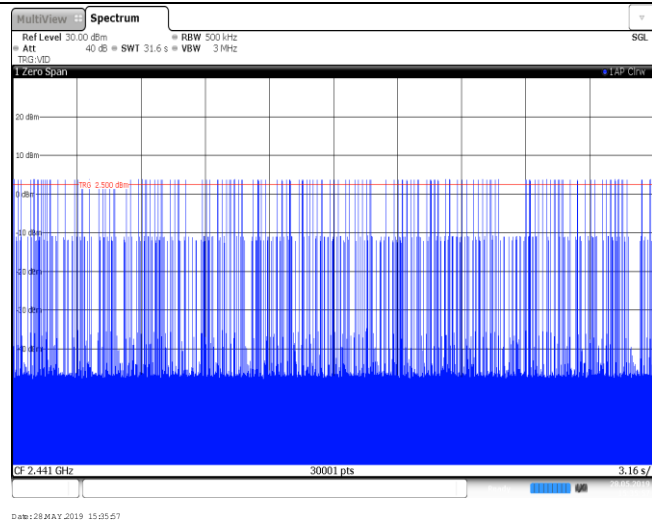 MultiView Spectrum
Ref Level 30.00 dBm RBW 500 kHz SGL
Att 40 dB SWT 31.6 s VBW 3 MHz
TRG:VID
1 Zero Span 1AP Clrw
20 dBm
10 dBm
TRG 2.500 dBm
0 dBm
-10 dBm
-20 dBm
-30 dBm
-40 dBm
CF 2.441 GHz 30001 pts 3.16 s/
28.05.2019
Date: 28.MAY.2019 15:35:57